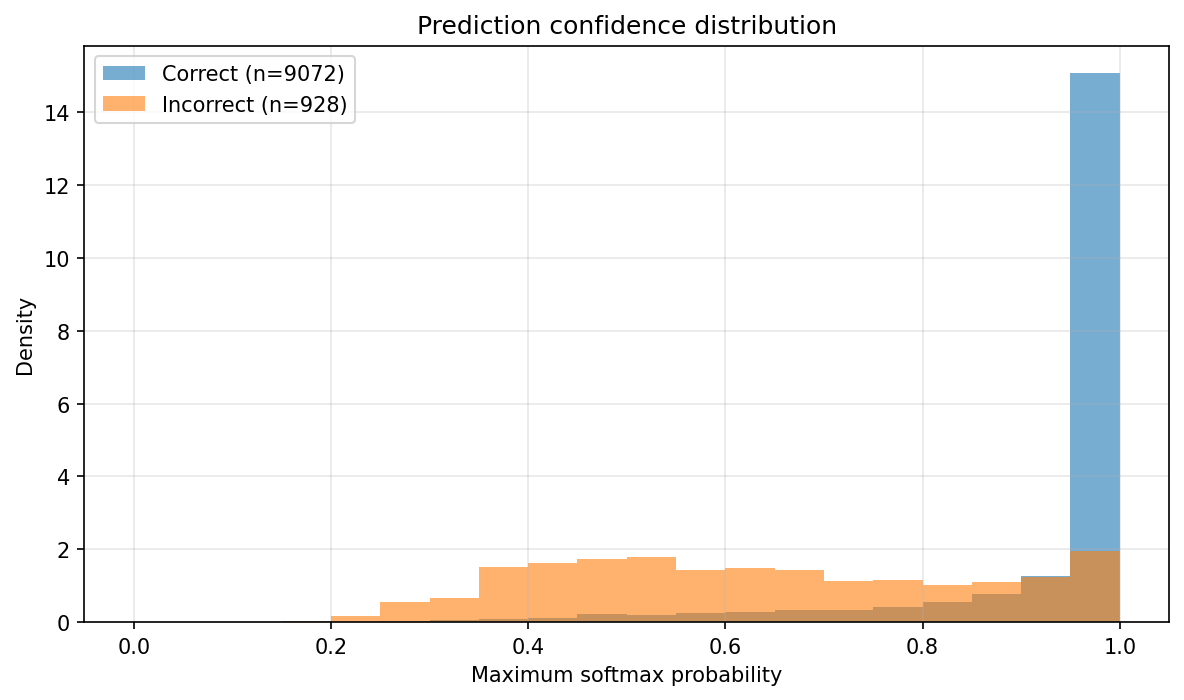 Prediction confidence distribution
Correct (n=9072)
Incorrect (n=928)
Density
14
12
10
8
6
4
2
0
0.0 0.2 0.4 0.6 0.8 1.0
Maximum softmax probability